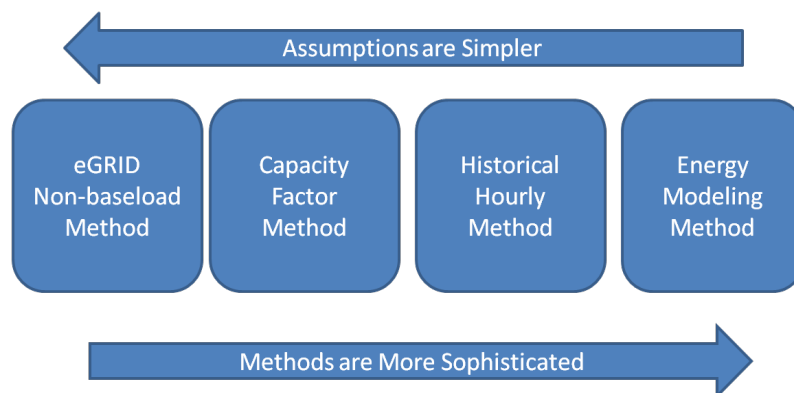 Assumptions are Simpler
eGRID
Non-baseload
Method
Capacity
Factor
Method
Historical
Hourly
Method
Energy
Modeling
Method
Methods are More Sophisticated